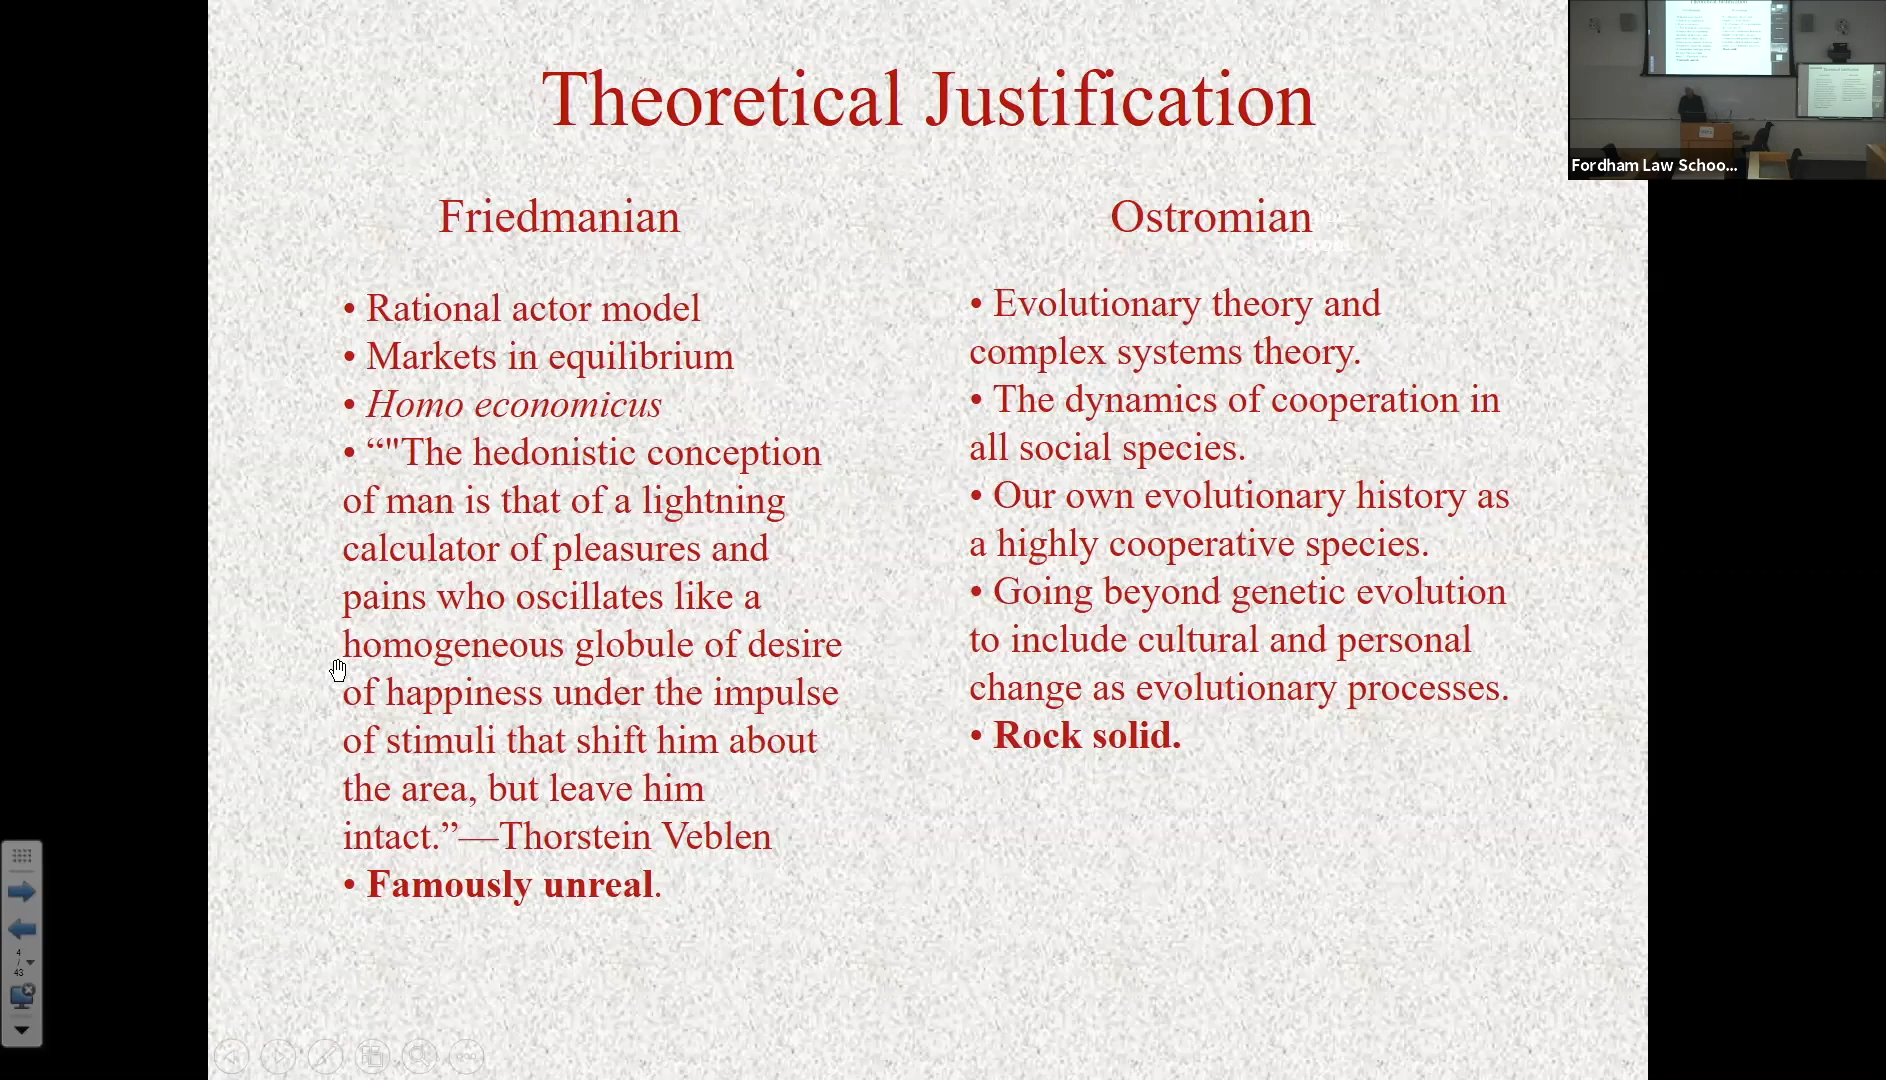 Theoretical Justification
Friedmanian
• Rational actor model
• Markets in equilibrium
• Homo economicus
• “"The hedonistic conception
of man is that of a lightning
calculator of pleasures and
pains who oscillates like a
homogeneous globule of desire
of happiness under the impulse
of stimuli that shift him about
the area, but leave him
intact.”—Thorstein Veblen
• Famously unreal.
Ostromian
• Evolutionary theory and
complex systems theory.
• The dynamics of cooperation in
all social species.
• Our own evolutionary history as
a highly cooperative species.
• Going beyond genetic evolution
to include cultural and personal
change as evolutionary processes.
• Rock solid.
Fordham Law Schoo...
4
/
43